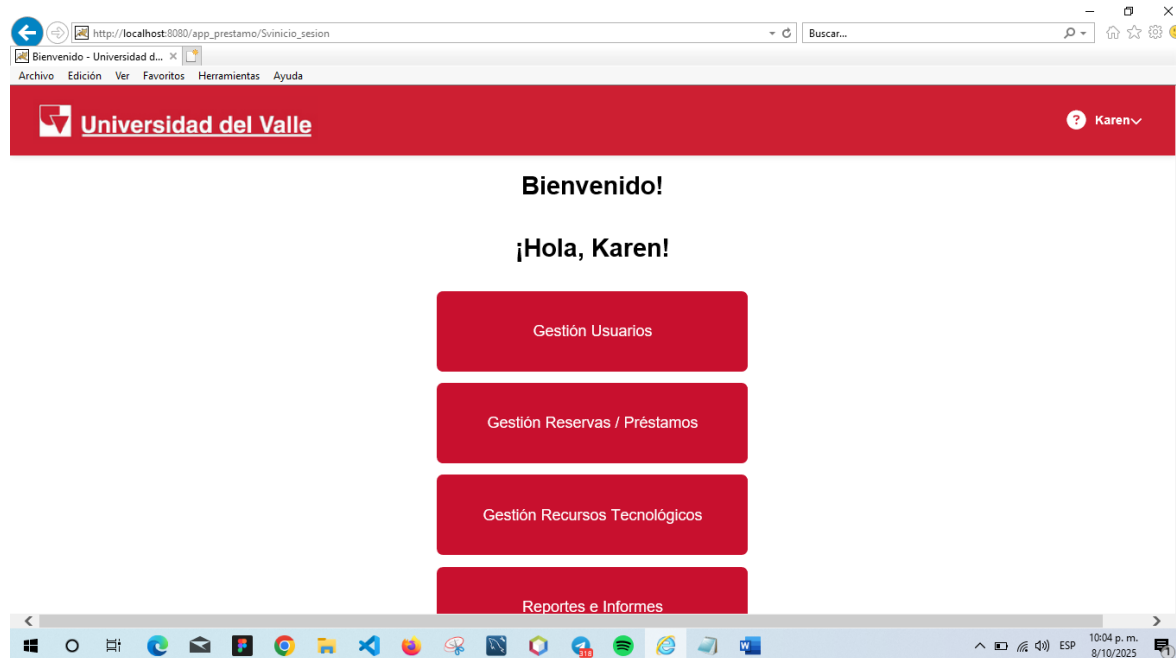 http://localhost:8080/app_prestamo/Svinicio_sesion
Buscar...
Bienvenido - Universidad d...
Archivo Edición Ver Favoritos Herramientas Ayuda
Universidad del Valle
? Karen
Bienvenido!
¡Hola, Karen!
Gestión Usuarios
Gestión Reservas / Préstamos
Gestión Recursos Tecnológicos
Reportes e Informes
318
ESP
10:04 p. m.
8/10/2025